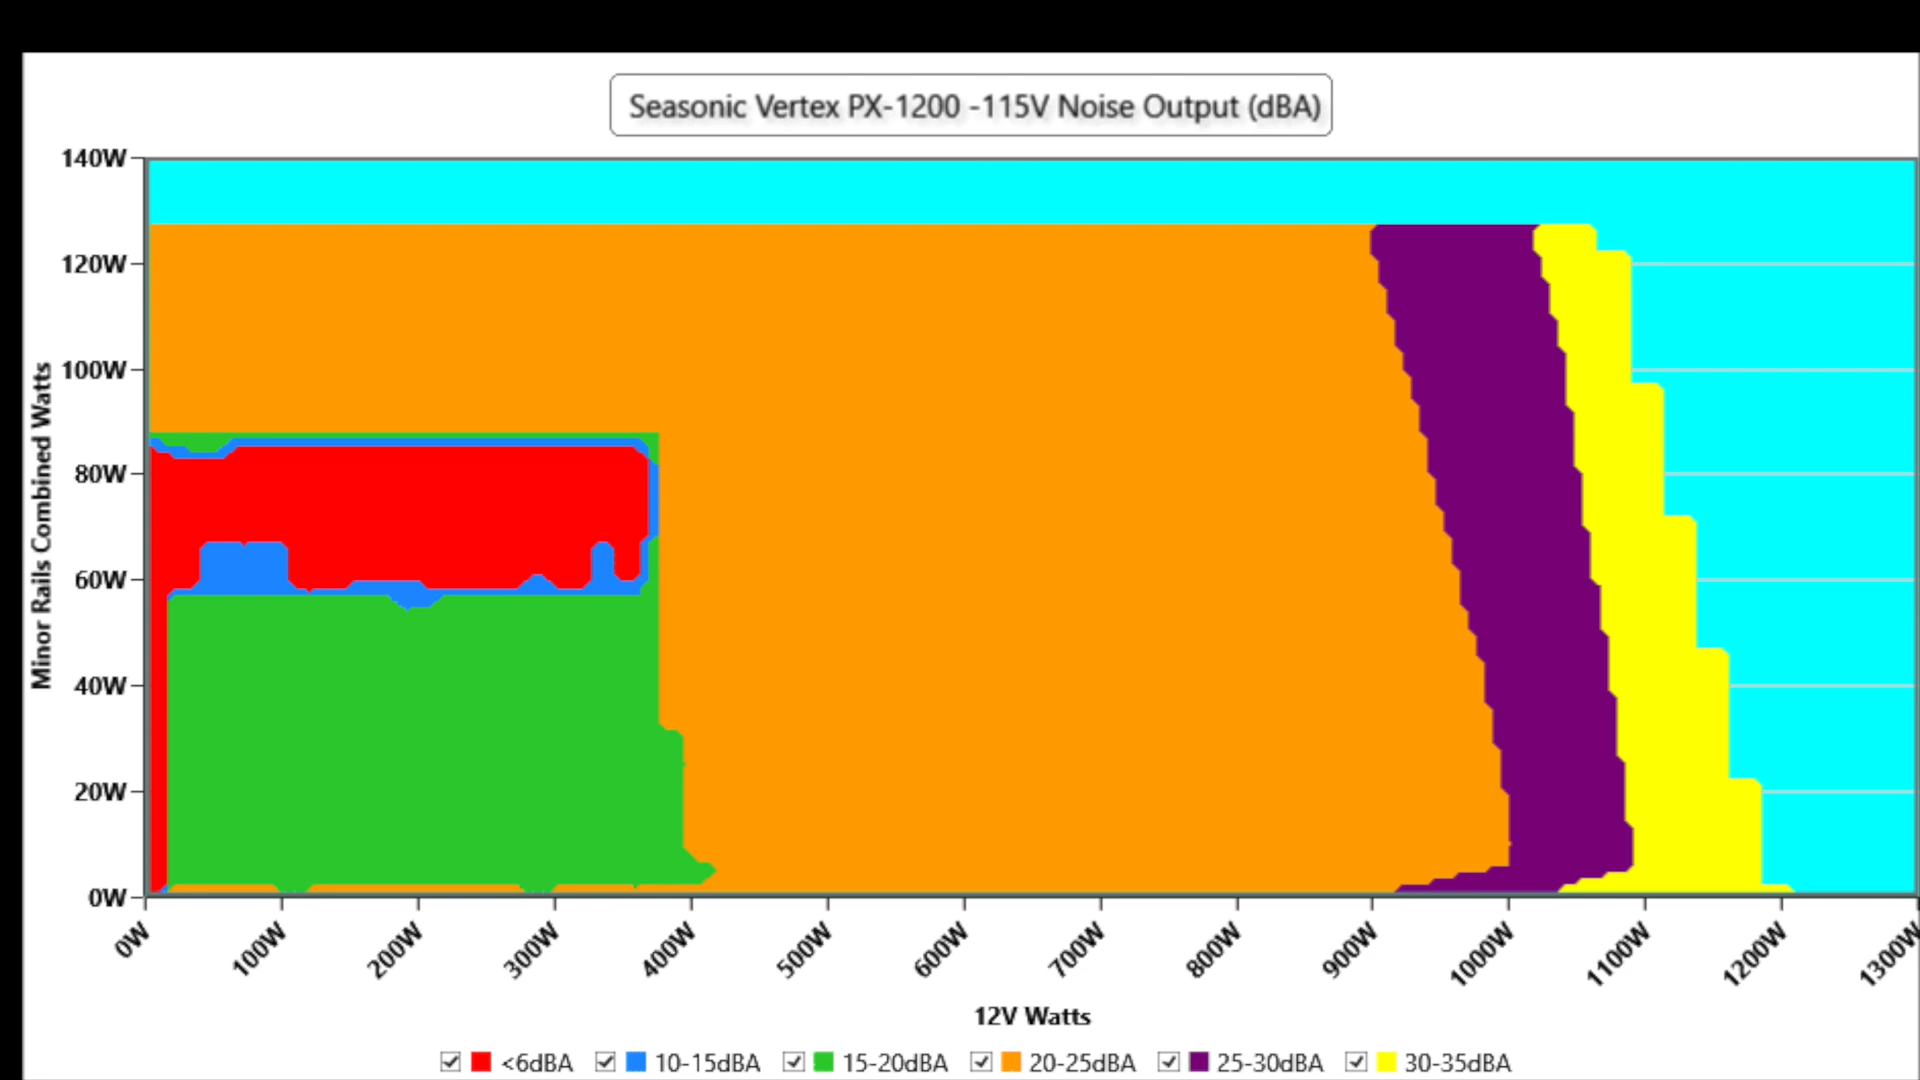 Seasonic Vertex PX-1200 -115V Noise Output (dBA)
140W
120W
100W
80W
60W
40W
20W
0W
Minor Rails Combined Watts
0W 100W 200W 300W 400W 500W 600W 700W 800W 900W 1000W 1100W 1200W 1300W
12V Watts
<6dBA 10-15dBA 15-20dBA 20-25dBA 25-30dBA 30-35dBA